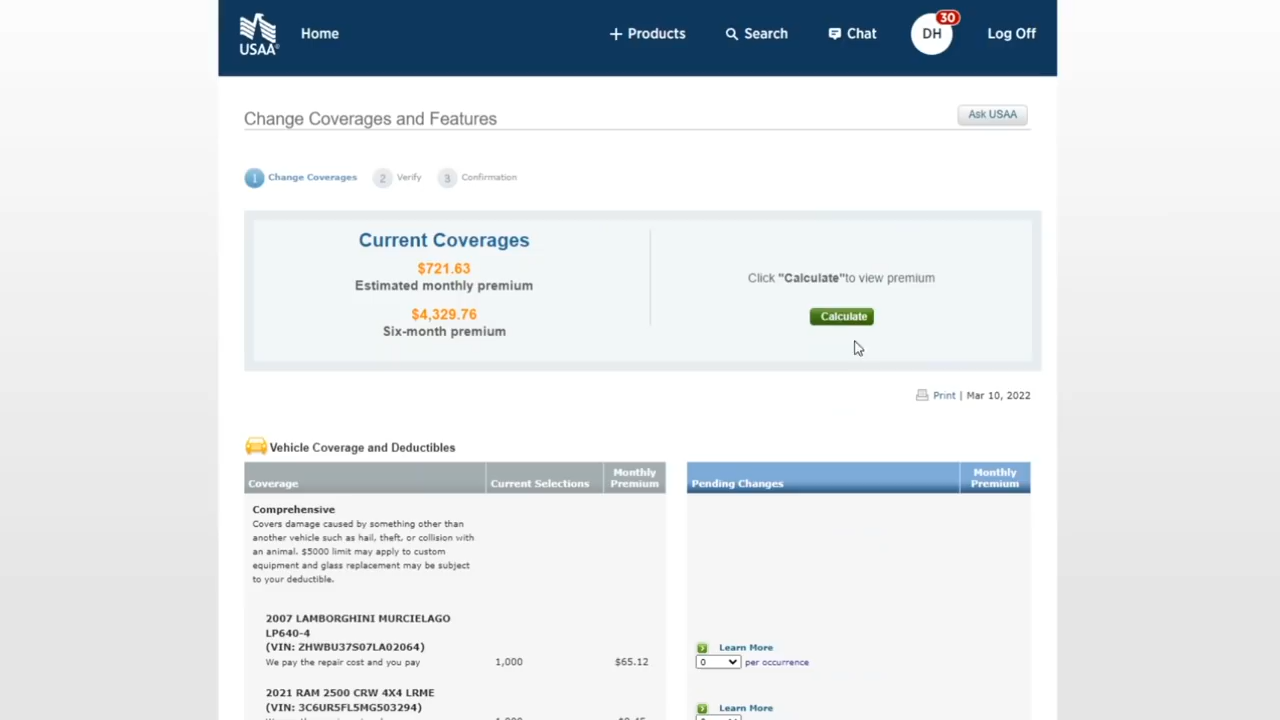 USAA®
Home
Products
Search
Chat
30
DH
Log Off
Change Coverages and Features
Ask USAA
1 Change Coverages
2 Verify
3 Confirmation
Current Coverages
$721.63
Estimated monthly premium
$4,329.76
Six-month premium
Click "Calculate"to view premium
Calculate
Print | Mar 10, 2022
Vehicle Coverage and Deductibles
Coverage
Current Selections
Monthly
Premium
Pending Changes
Monthly
Premium
Comprehensive
Covers damage caused by something other than
another vehicle such as hail, theft, or collision with
an animal. $5000 limit may apply to custom
equipment and glass replacement may be subject
to your deductible.
2007 LAMBORGHINI MURCIELAGO
LP640-4
(VIN: ZHWBU37S07LA02064)
We pay the repair cost and you pay
1,000
$65.12
Learn More
0
per occurrence
2021 RAM 2500 CRW 4X4 LRME
(VIN: 3C6UR5FL5MG503294)
Learn More